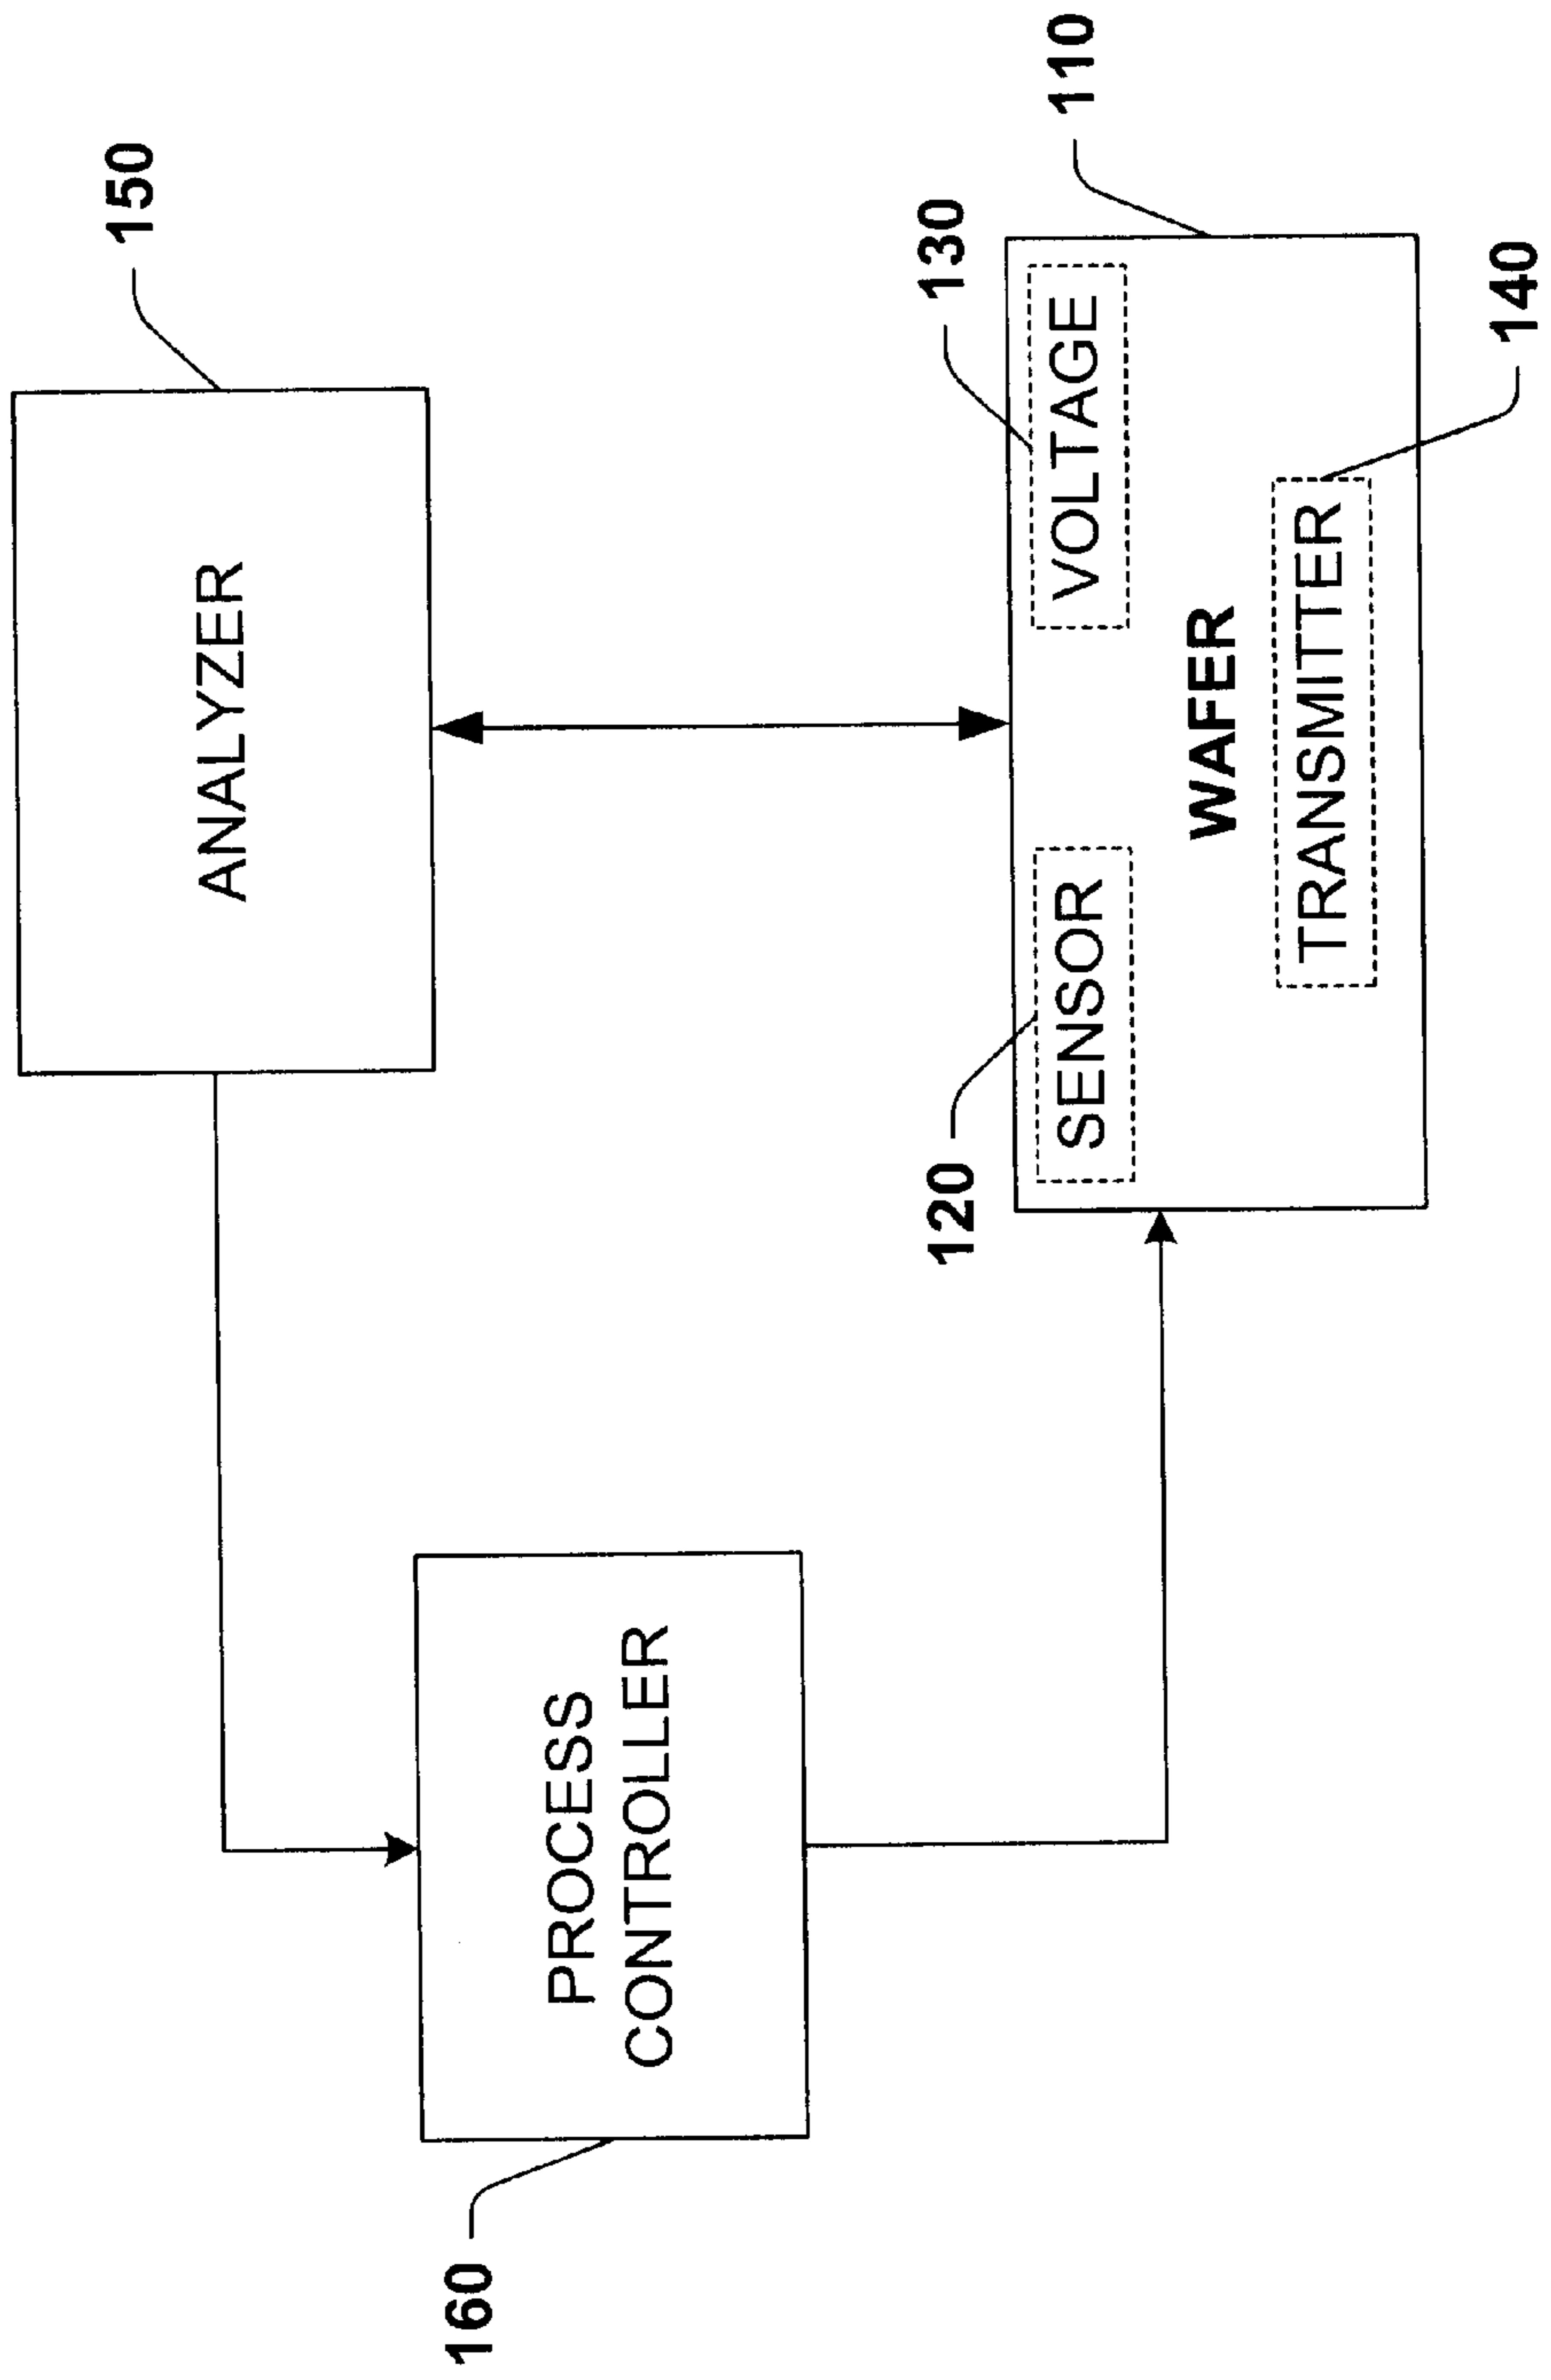 150
ANALYZER
160
PROCESS
CONTROLLER
120
130
110
SENSOR
VOLTAGE
WAFER
TRANSMITTER
140